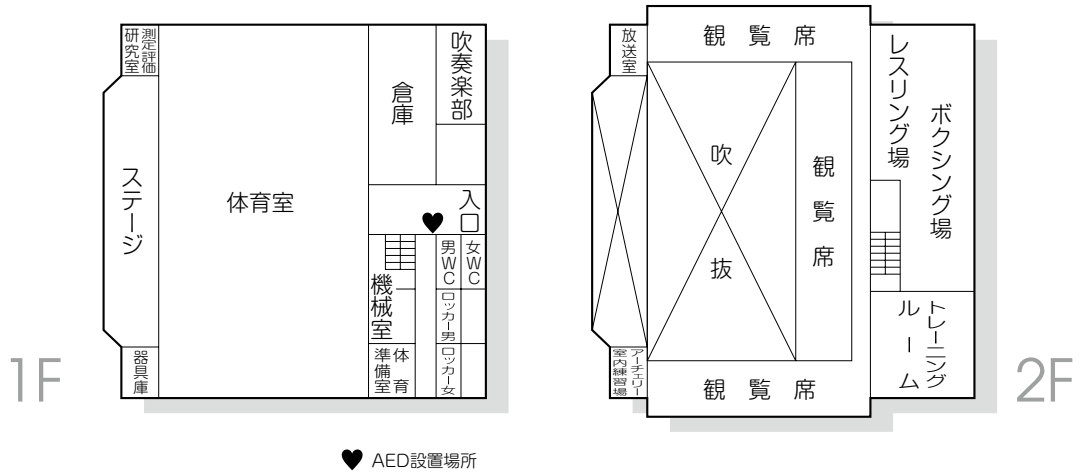 測定評価
研究室
ステージ
器具庫
体育室
倉庫
吹奏楽部
入口
男WC
女WC
機械室
ロッカー男
ロッカー女
体育
準備室
1F
放送室
観覧席
吹抜
観覧席
観覧席
レスリング場
ボクシング場
トレーニング
ルーム
アーチェリー
室内練習場
2F
AED設置場所